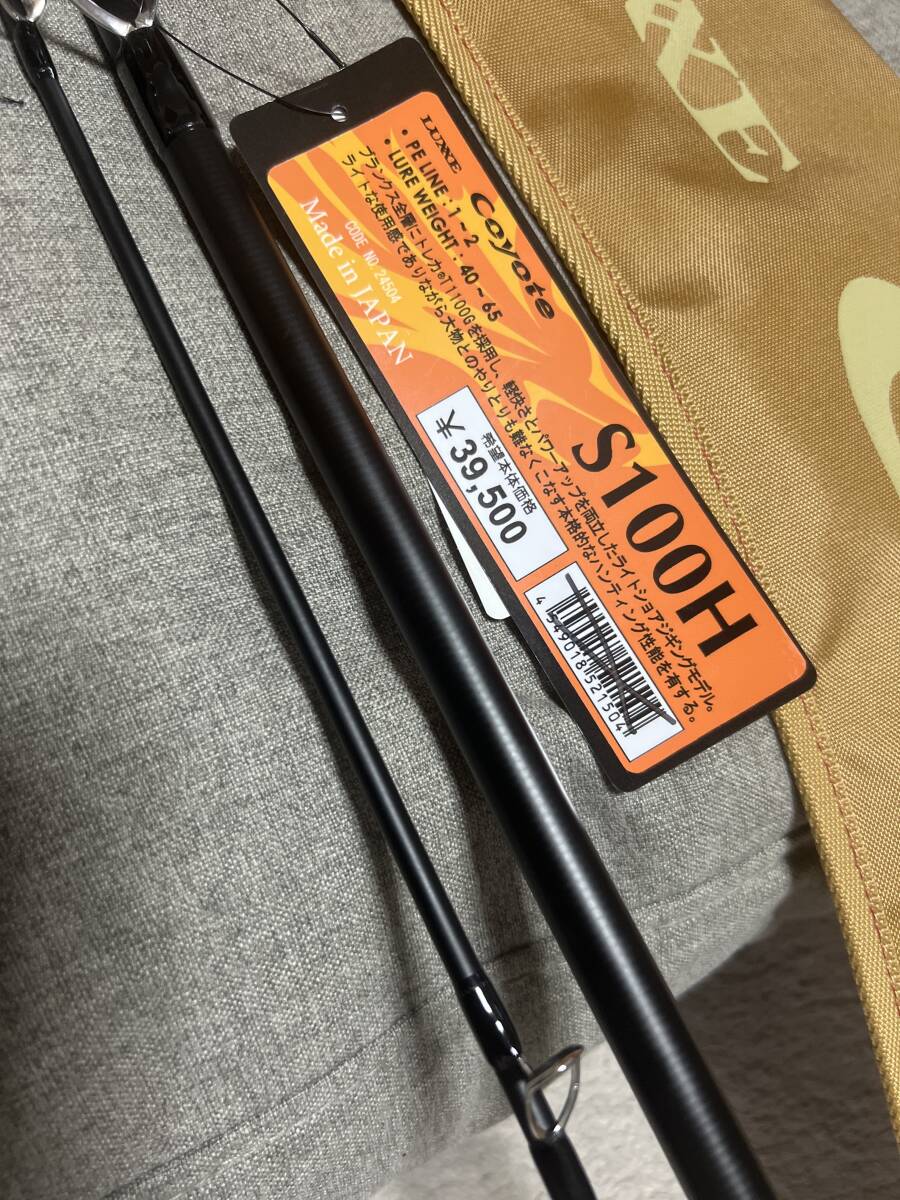 LUXXE
Coyote
S100H
・PE LINE : 1~2
・LURE WEIGHT : 40~65
ブランクス全層にトレカ®T1100Gを採用し、軽快さとパワーアップを両立したライトショアジギングモデル。
ライトな使用感でありながら大物とのやりとりも難なくこなす本格的なハンティング性能を有する。
CODE NO. 24504
Made in JAPAN
希望本体価格
39,500
4 549018 521504
XE